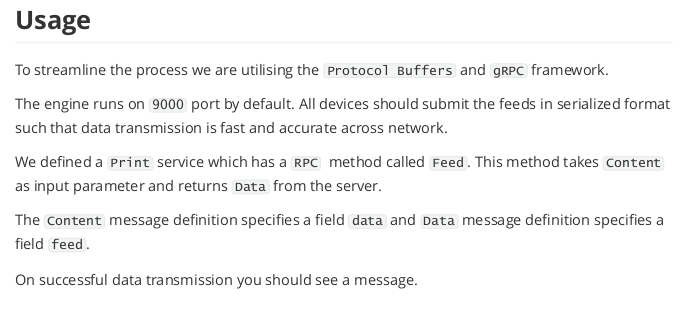 Usage
To streamline the process we are utilising the Protocol Buffers and gRPC framework.
The engine runs on 9000 port by default. All devices should submit the feeds in serialized format
such that data transmission is fast and accurate across network.
We defined a Print service which has a RPC method called Feed. This method takes Content
as input parameter and returns Data from the server.
The Content message definition specifies a field data and Data message definition specifies a
field feed.
On successful data transmission you should see a message.